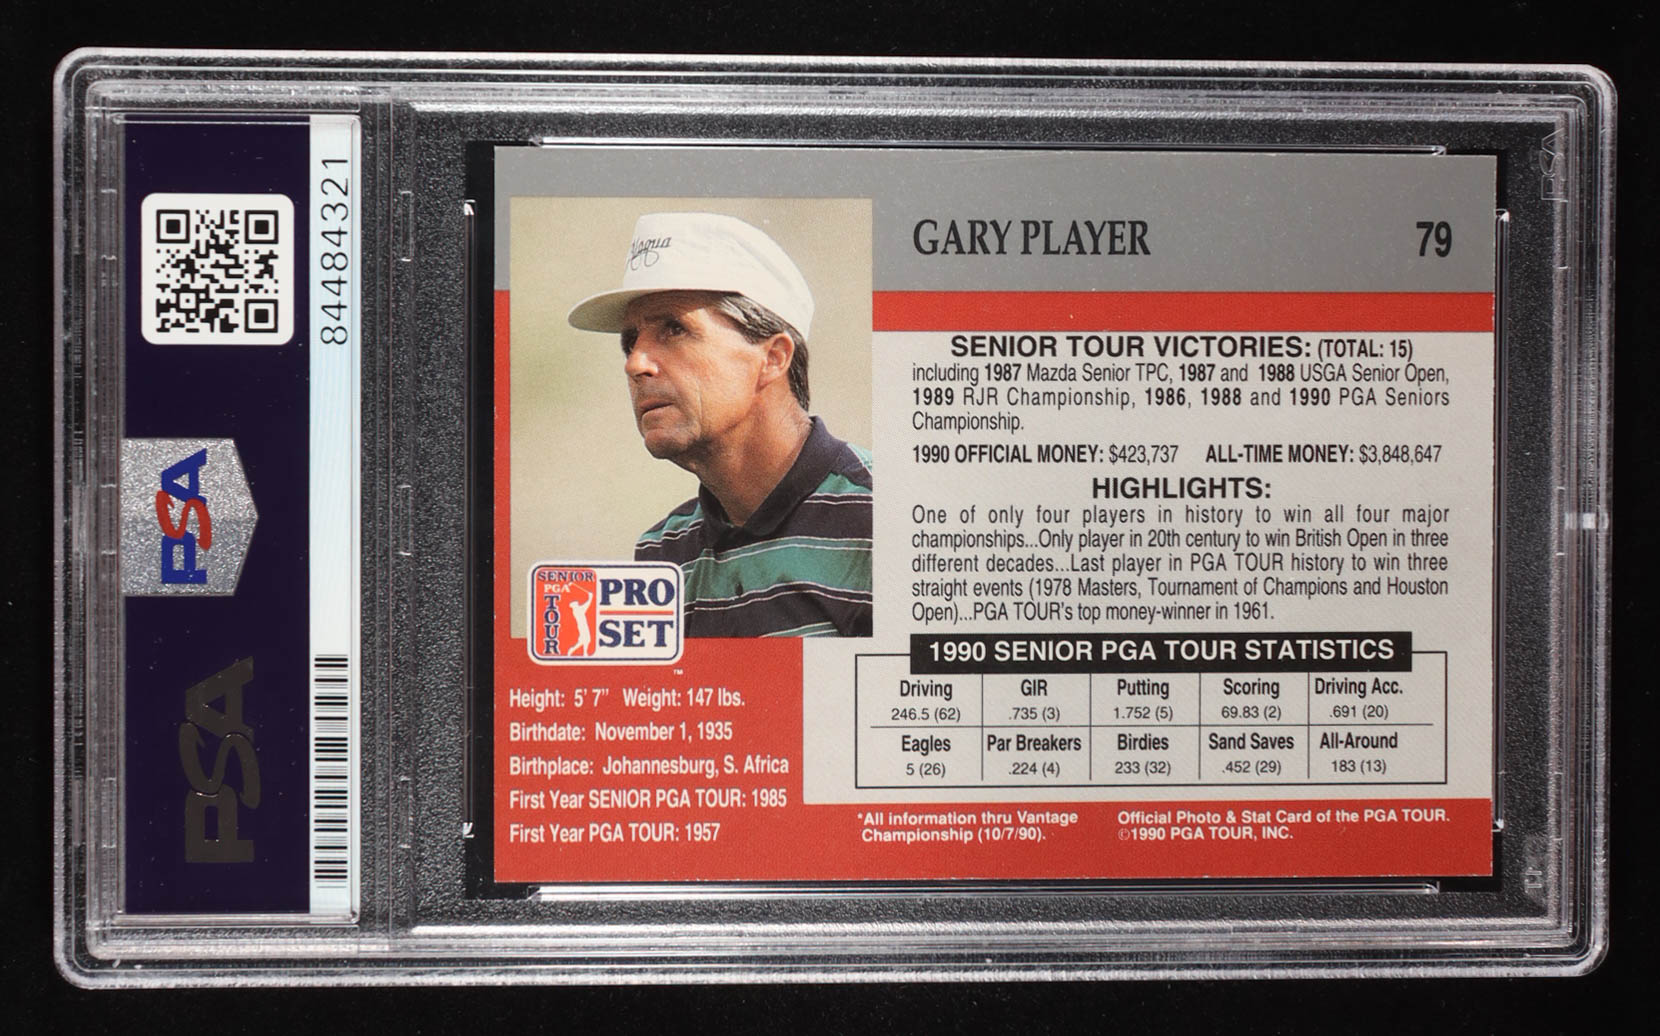 84484321
PSA
PSA
PSA
GARY PLAYER
79
SENIOR TOUR VICTORIES: (TOTAL: 15)
including 1987 Mazda Senior TPC, 1987 and 1988 USGA Senior Open,
1989 RJR Championship, 1986, 1988 and 1990 PGA Seniors
Championship.
1990 OFFICIAL MONEY: $423,737 ALL-TIME MONEY: $3,848,647
HIGHLIGHTS:
One of only four players in history to win all four major
championships...Only player in 20th century to win British Open in three
different decades...Last player in PGA TOUR history to win three
straight events (1978 Masters, Tournament of Champions and Houston
Open)...PGA TOUR's top money-winner in 1961.
SENIOR
PGA
TOUR
PRO
SET
™
Height: 5' 7" Weight: 147 lbs.
Birthdate: November 1, 1935
Birthplace: Johannesburg, S. Africa
First Year SENIOR PGA TOUR: 1985
First Year PGA TOUR: 1957
1990 SENIOR PGA TOUR STATISTICS
Driving GIR Putting Scoring Driving Acc.
246.5 (62) .735 (3) 1.752 (5) 69.83 (2) .691 (20)
Eagles Par Breakers Birdies Sand Saves All-Around
5 (26) .224 (4) 233 (32) .452 (29) 183 (13)
*All information thru Vantage
Championship (10/7/90).
Official Photo & Stat Card of the PGA TOUR.
©1990 PGA TOUR, INC.